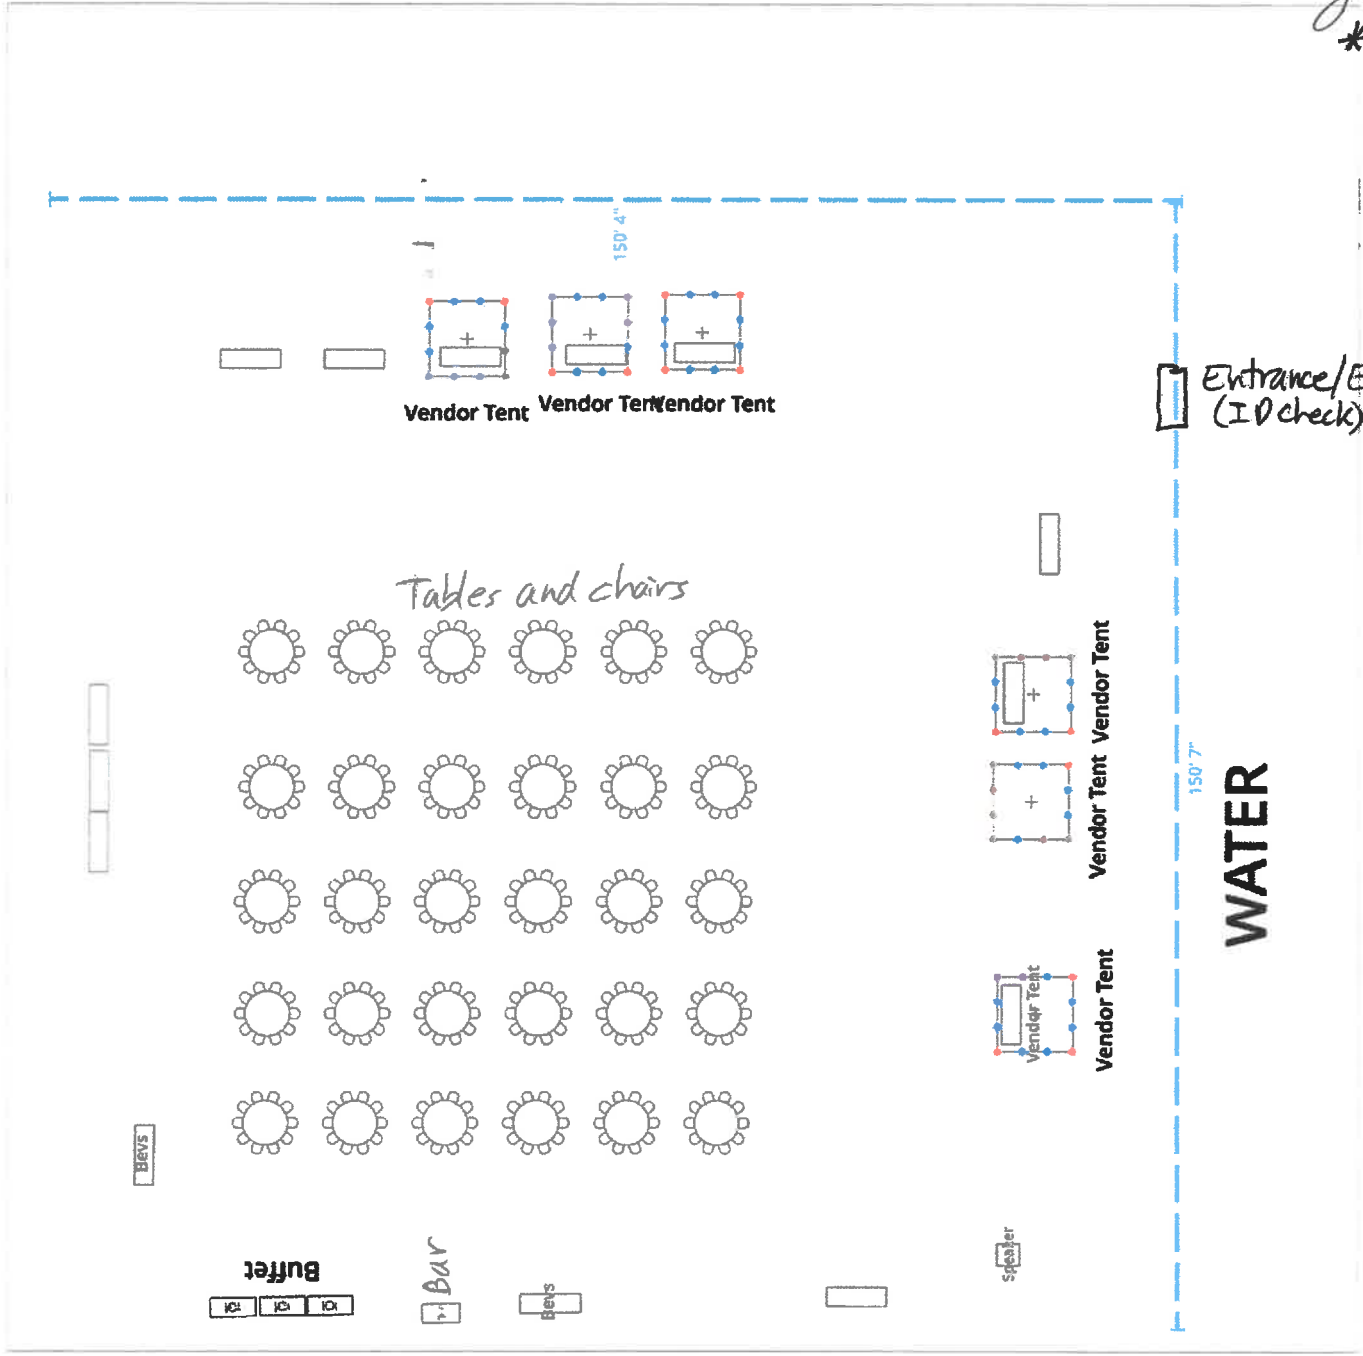 *
150' 4"
Vendor Tent
Vendor Tent
Vendor Tent
Entrance/E
(ID check)
Tables and chairs
Vendor Tent
Vendor Tent
150' 7"
WATER
Vendor Tent
Vendor Tent
Bevs
Speaker
Buffet
Bar
Bevs